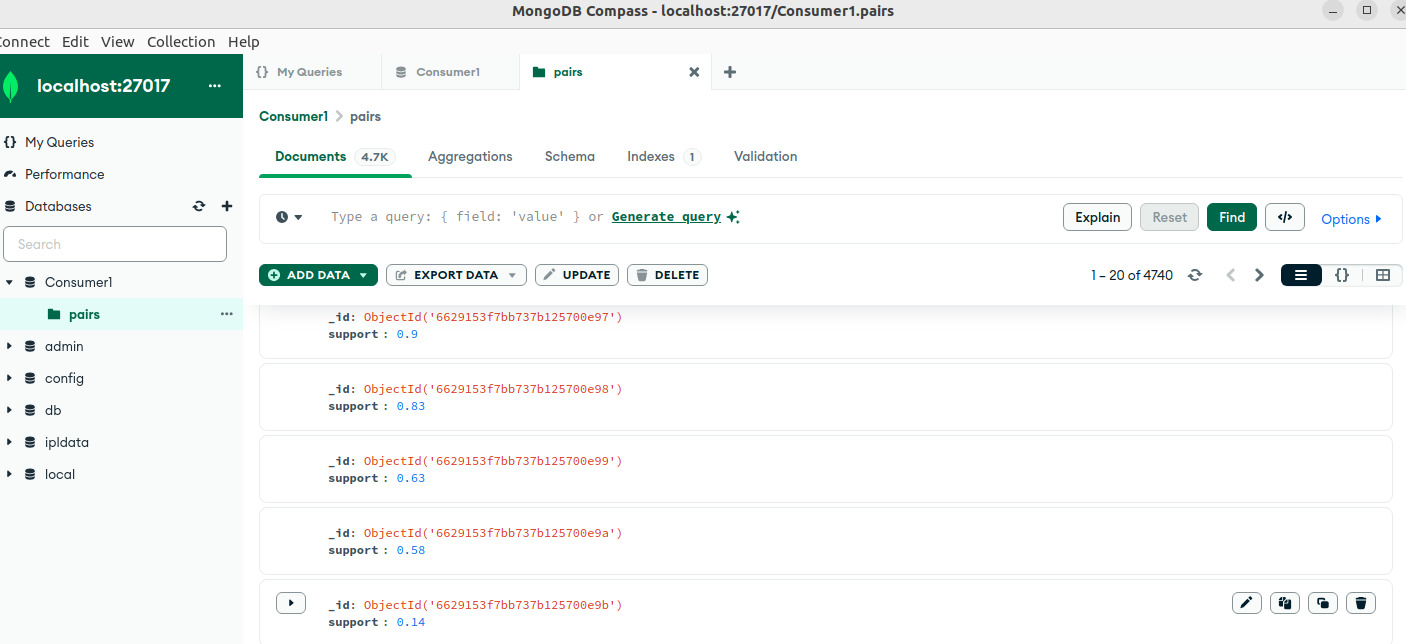 MongoDB Compass - localhost:27017/Consumer1.pairs
onnect Edit View Collection Help
localhost:27017 ...
{} My Queries
Consumer1
pairs
Consumer1 > pairs
My Queries
Performance
Databases
Search
Consumer1
pairs
admin
config
db
ipldata
local
Documents 4.7K Aggregations Schema Indexes 1 Validation
Type a query: { field: 'value' } or Generate query
Explain Reset Find </> Options
ADD DATA EXPORT DATA UPDATE DELETE
1 – 20 of 4740
{}
_id: ObjectId('6629153f7bb737b125700e97')
support : 0.9
_id: ObjectId('6629153f7bb737b125700e98')
support : 0.83
_id: ObjectId('6629153f7bb737b125700e99')
support : 0.63
_id: ObjectId('6629153f7bb737b125700e9a')
support : 0.58
_id: ObjectId('6629153f7bb737b125700e9b')
support : 0.14